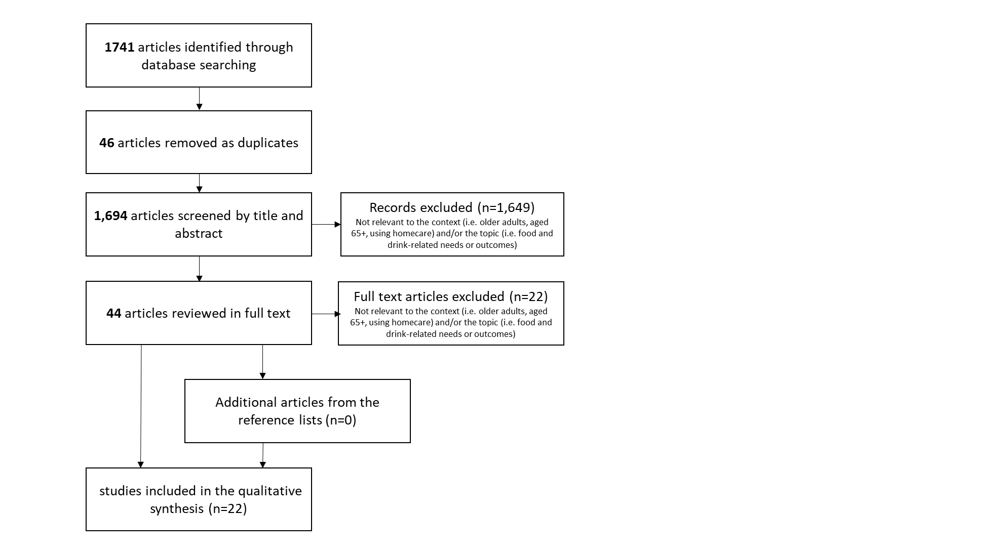 1741 articles identified through
database searching
46 articles removed as duplicates
1,694 articles screened by title and
abstract
Records excluded (n=1,649)
Not relevant to the context (i.e. older adults, aged
65+, using homecare) and/or the topic (i.e. food and
drink-related needs or outcomes)
44 articles reviewed in full text
Full text articles excluded (n=22)
Not relevant to the context (i.e. older adults, aged
65+, using homecare) and/or the topic (i.e. food and
drink-related needs or outcomes)
Additional articles from the
reference lists (n=0)
studies included in the qualitative
synthesis (n=22)